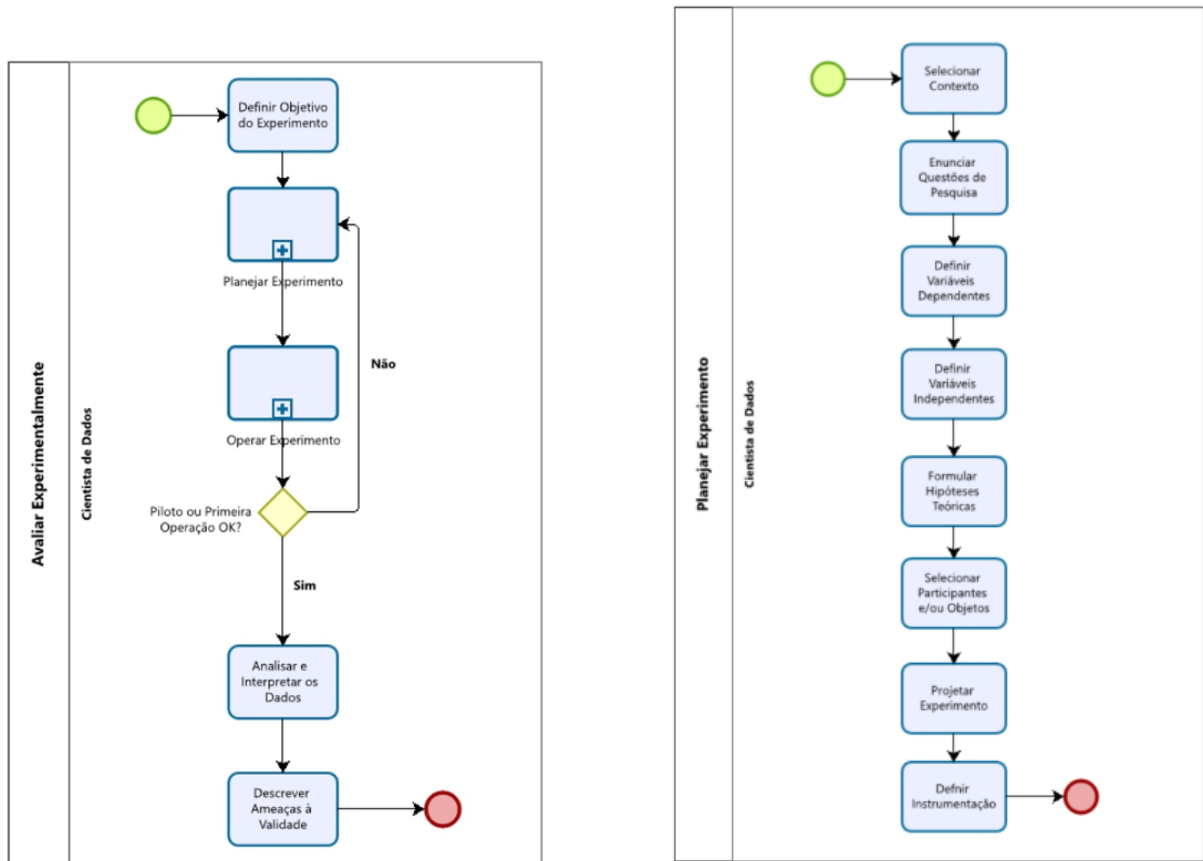 Avaliar Experimentalmente
Cientista de Dados
Definir Objetivo
do Experimento
Planejar Experimento
Operar Experimento
Não
Piloto ou Primeira
Operação OK?
Sim
Analisar e
Interpretar os
Dados
Descrever
Ameaças à
Validade
Planejar Experimento
Cientista de Dados
Selecionar
Contexto
Enunciar
Questões de
Pesquisa
Definir
Variáveis
Dependentes
Definir
Variáveis
Independentes
Formular
Hipóteses
Teóricas
Selecionar
Participantes
e/ou Objetos
Projetar
Experimento
Defnir
Instrumentação